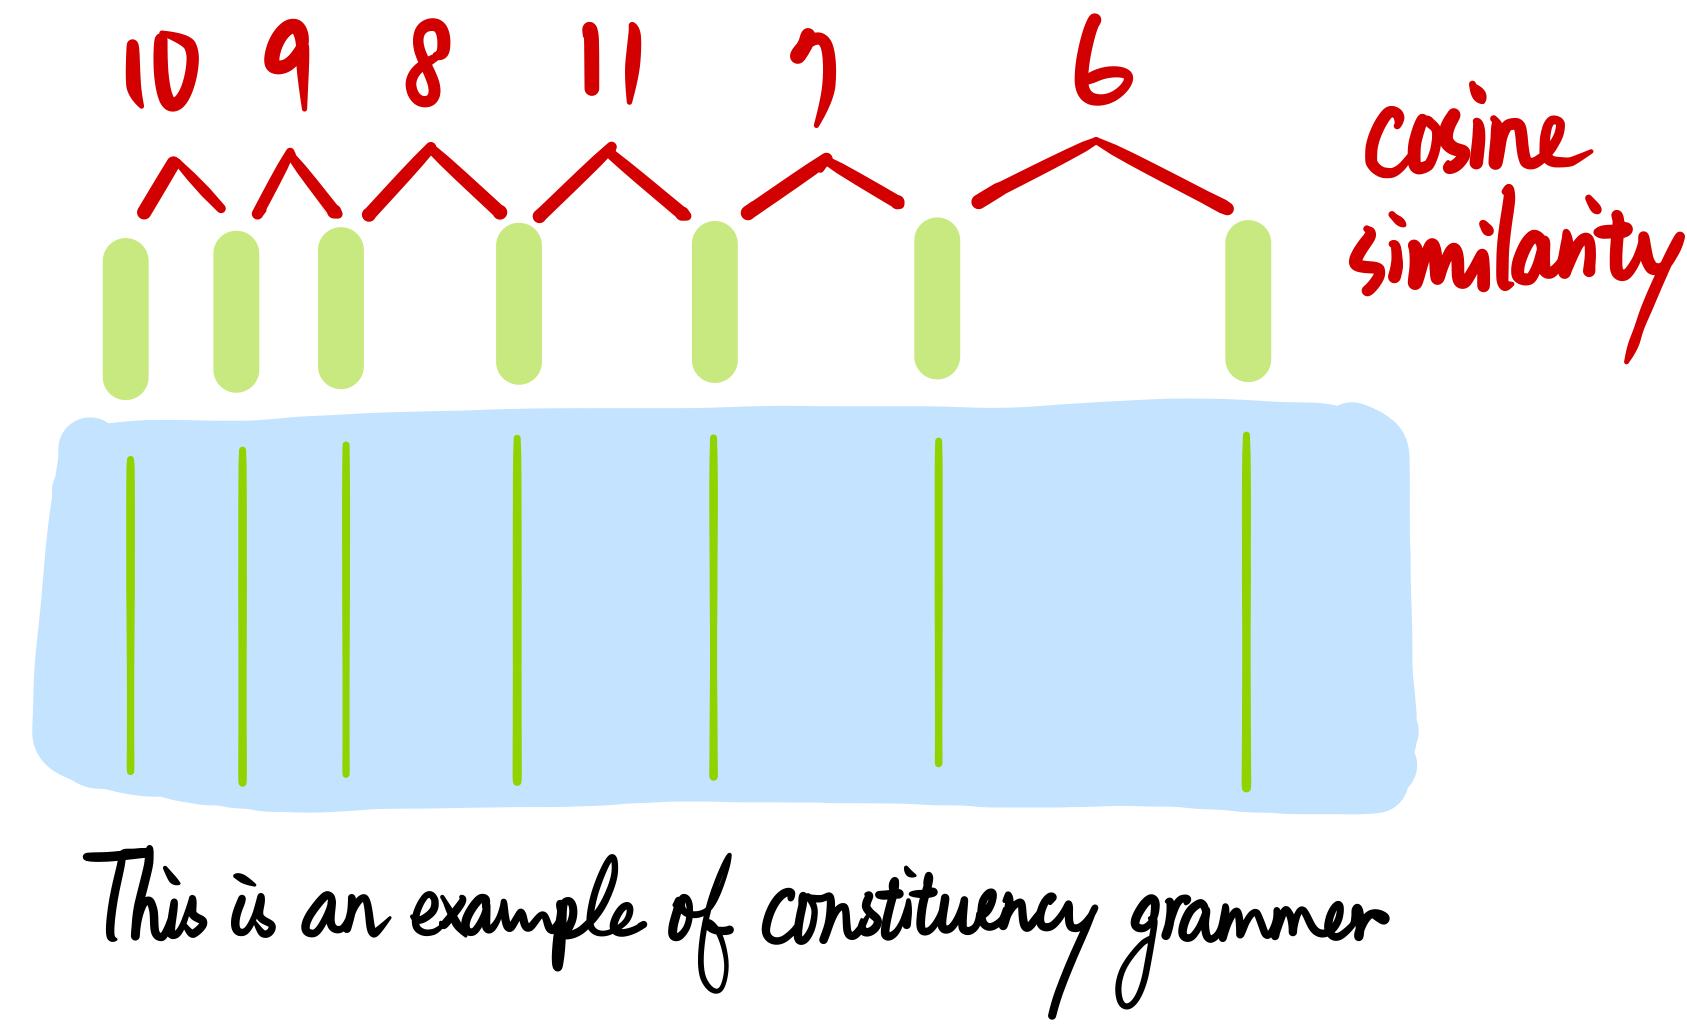 10 9 8 11 7 6
cosine
similarity
This is an example of constituency grammer